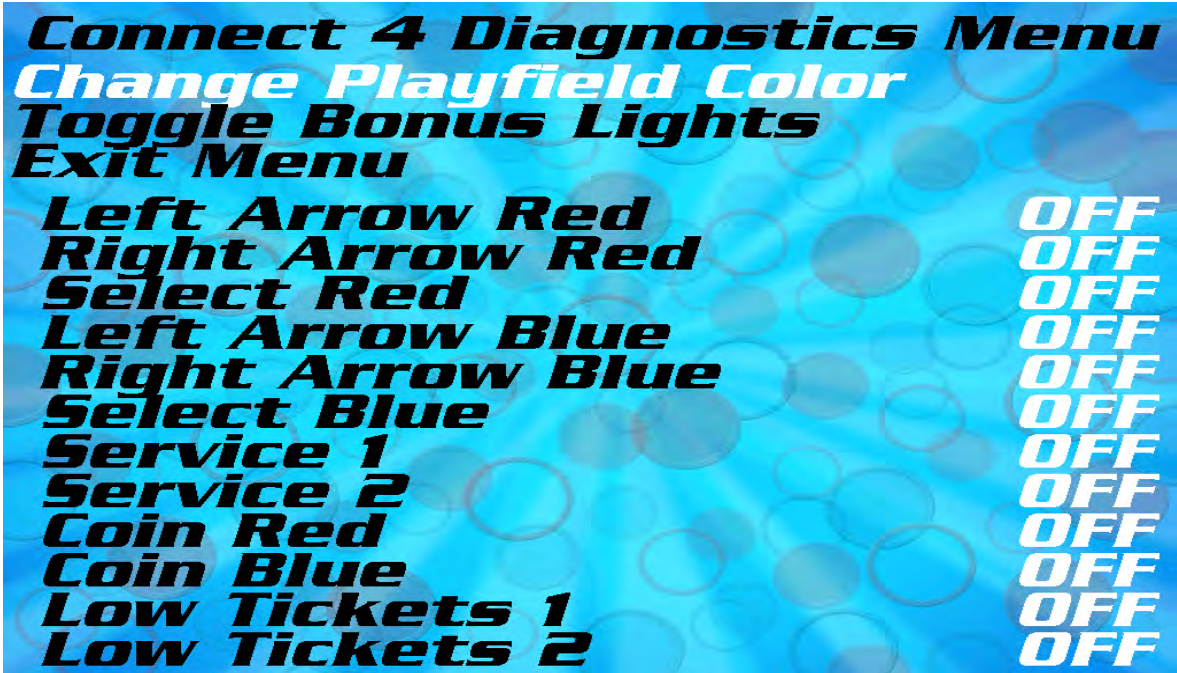 Connect 4 Diagnostics Menu
Change Playfield Color
Toggle Bonus Lights
Exit Menu
Left Arrow Red OFF
Right Arrow Red OFF
Select Red OFF
Left Arrow Blue OFF
Right Arrow Blue OFF
Select Blue OFF
Service 1 OFF
Service 2 OFF
Coin Red OFF
Coin Blue OFF
Low Tickets 1 OFF
Low Tickets 2 OFF